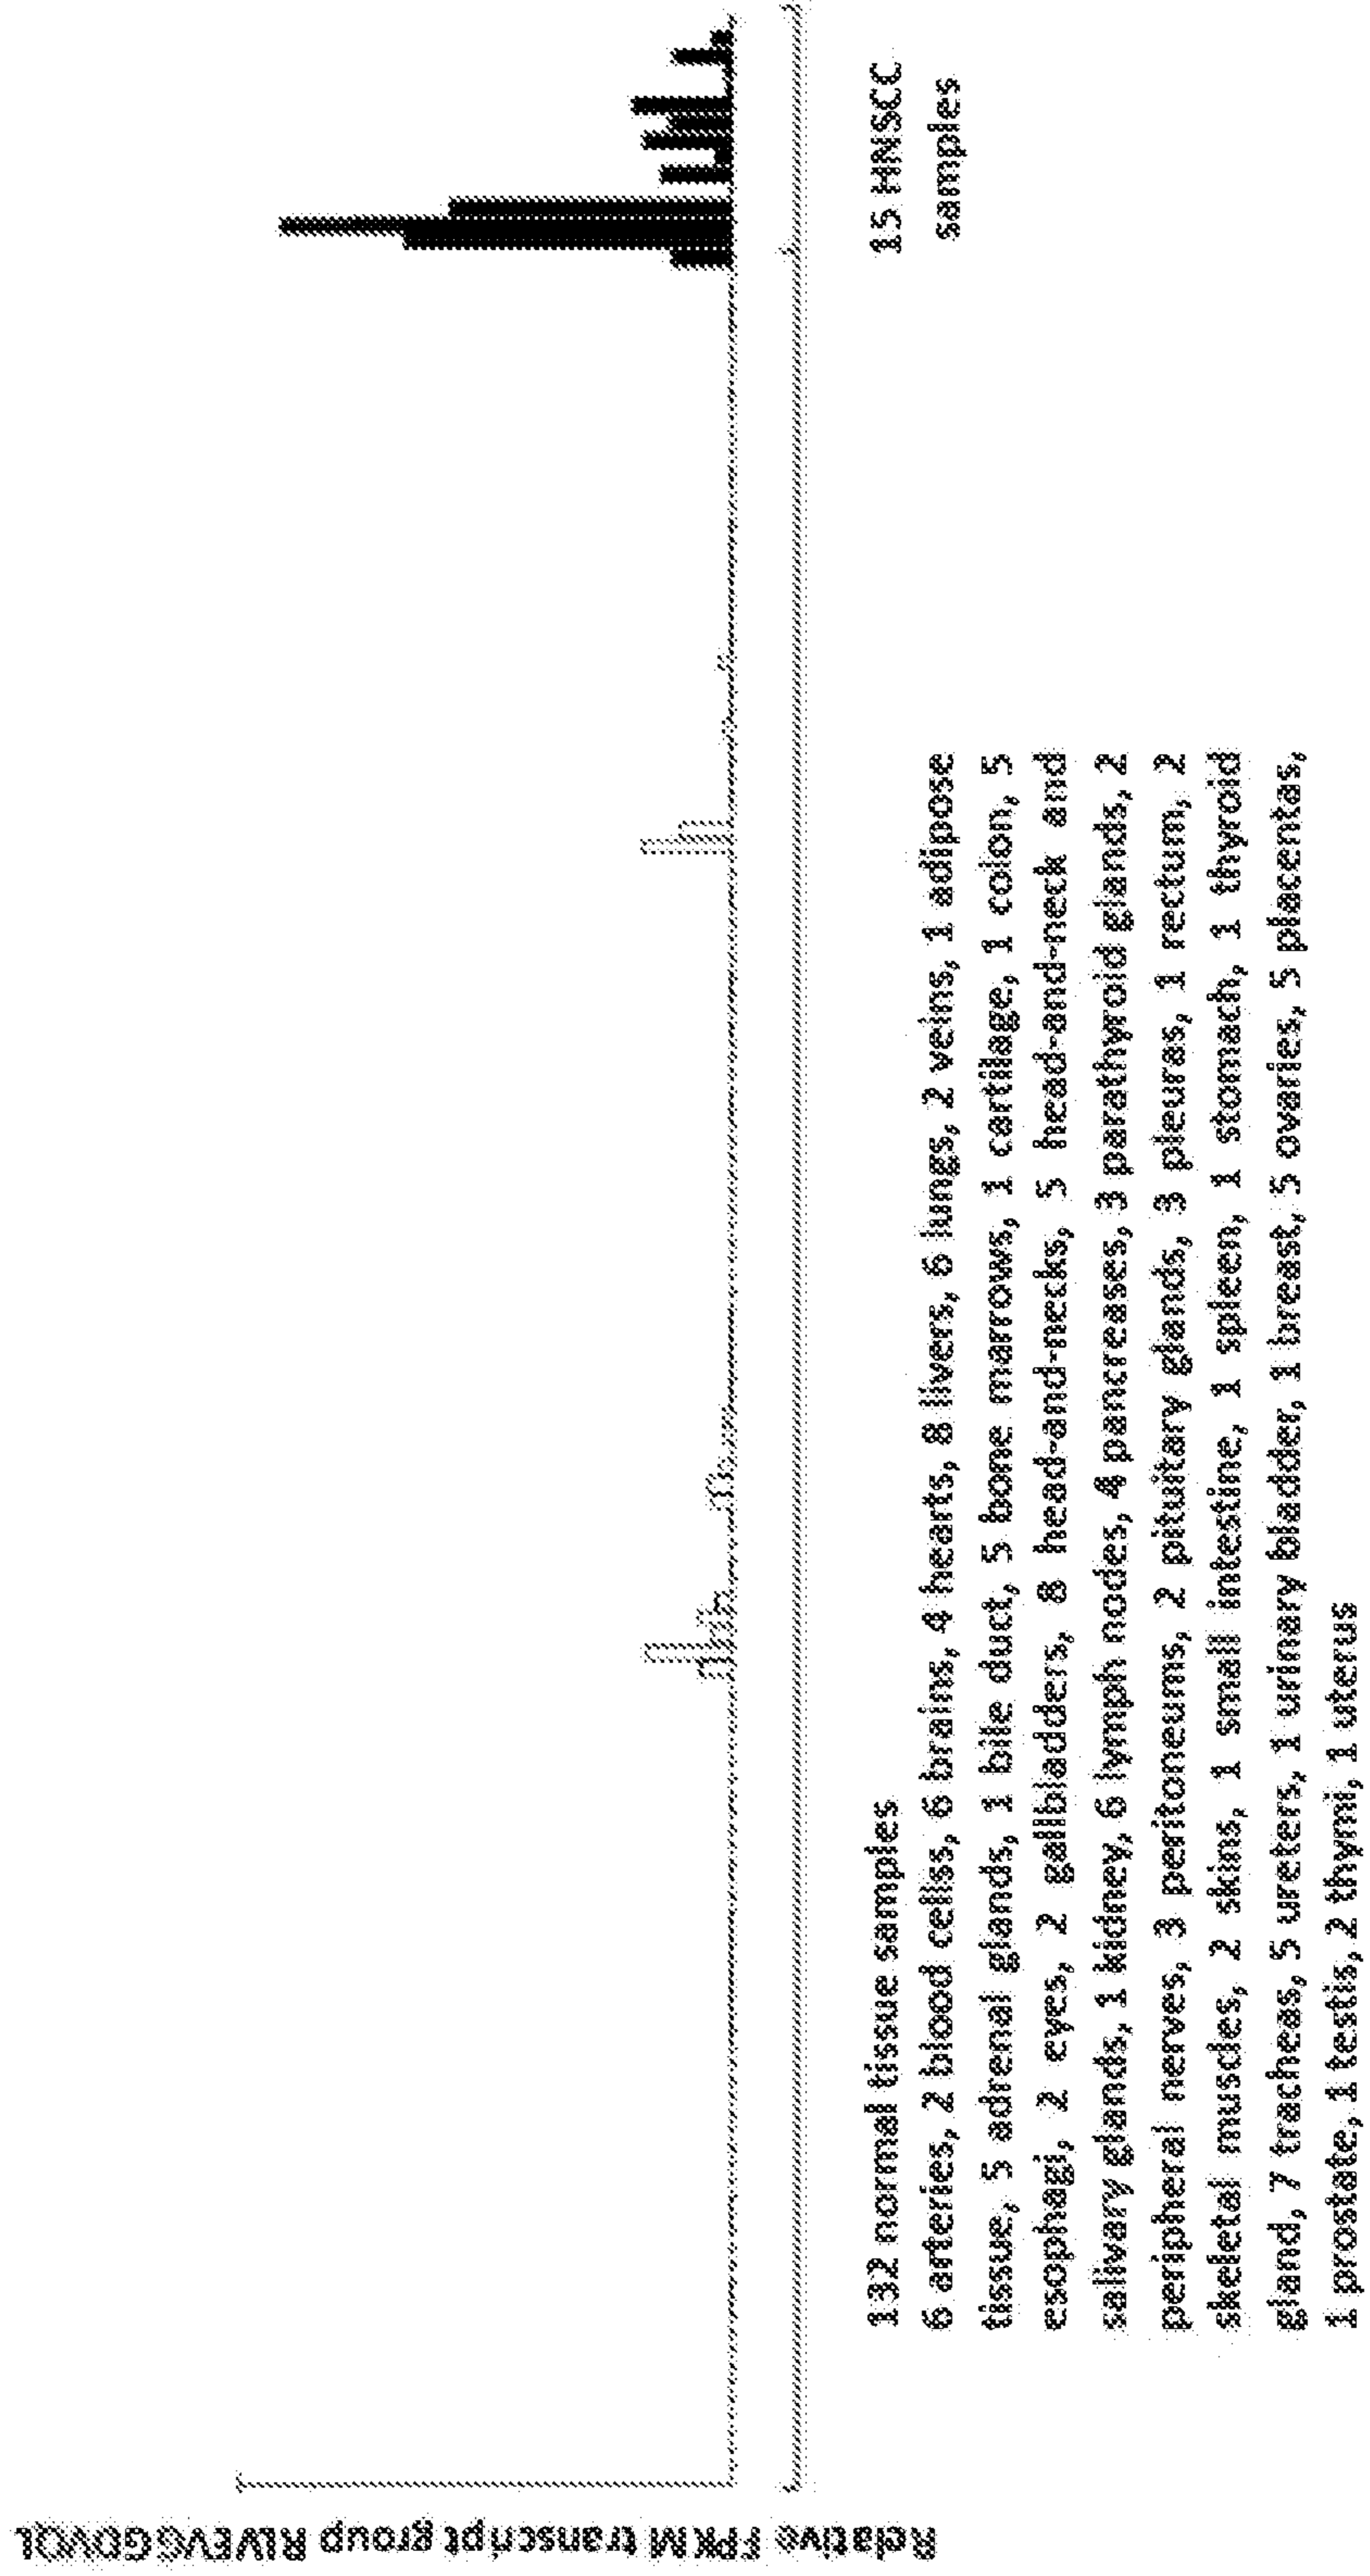 Relative FPKM transcript group RIVEVGGDVQL
132 normal tissue samples
6 arteries, 2 blood cellss, 6 brains, 4 hearts, 8 livers, 6 lungs, 2 veins, 1 adipose
tissue, 5 adrenal glands, 1 bile duct, 5 bone marrows, 1 cartilage, 1 colon, 5
esophagi, 2 eyes, 2 gallbladders, 8 head-and-necks, 5 head-and-neck and
salivary glands, 1 kidney, 6 lymph nodes, 4 pancreases, 3 parathyroid glands, 2
peripheral nerves, 3 peritoneums, 2 pituitary glands, 3 pleuras, 1 rectum, 2
skeletal muscles, 2 skins, 1 small intestine, 1 spleen, 1 stomach, 1 thyroid
gland, 7 tracheas, 5 ureters, 1 urinary bladder, 1 breast, 5 ovaries, 5 placentas,
1 prostate, 1 testis, 2 thymi, 1 uterus
15 HNSCC
samples